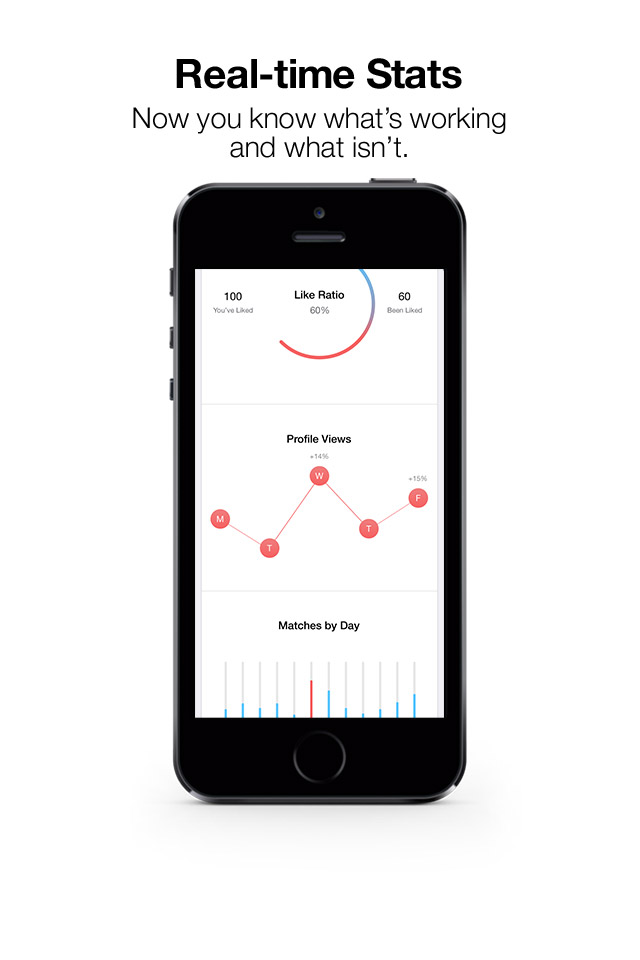 Real-time Stats
Now you know what's working
and what isn't.
100
You've Liked
Like Ratio
60%
60
Been Liked
Profile Views
+14%
+15%
M
T
W
T
F
Matches by Day